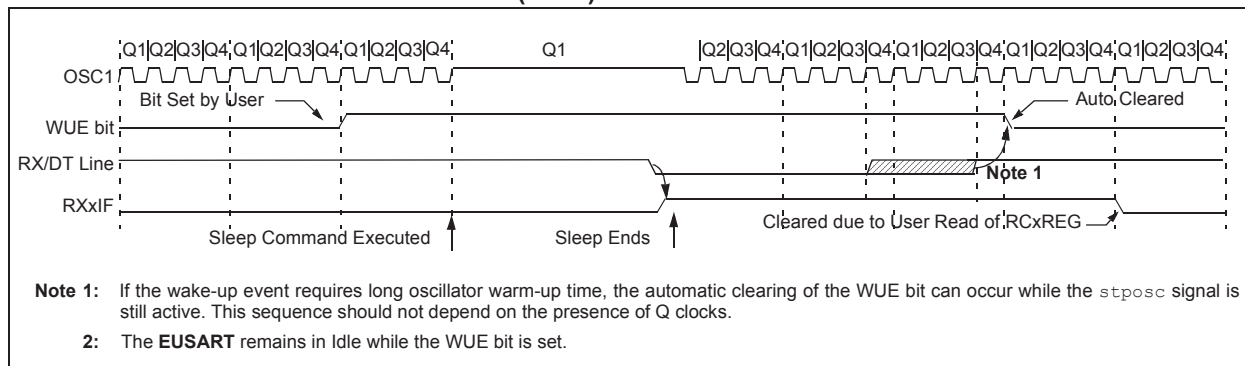 Q1|Q2|Q3|Q4|Q1|Q2|Q3|Q4|Q1|Q2|Q3|Q4 Q1 |Q2|Q3|Q4|Q1|Q2|Q3|Q4|Q1|Q2|Q3|Q4|Q1|Q2|Q3|Q4|Q1|Q2|Q3|Q4
OSC1
Bit Set by User Auto Cleared
WUE bit
RX/DT Line
Note 1
RXxIF
Cleared due to User Read of RCxREG
Sleep Command Executed Sleep Ends
Note 1: If the wake-up event requires long oscillator warm-up time, the automatic clearing of the WUE bit can occur while the stposc signal is
still active. This sequence should not depend on the presence of Q clocks.
2: The EUSART remains in Idle while the WUE bit is set.